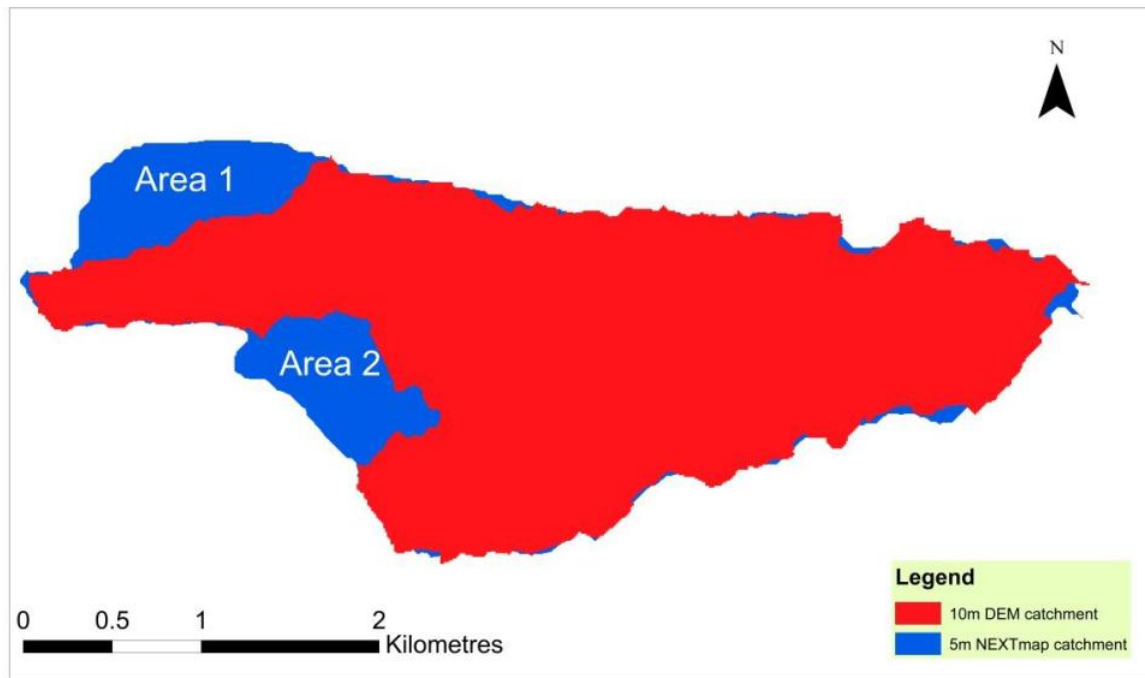 N
Area 1
Area 2
Legend
10m DEM catchment
5m NEXTmap catchment
0 0.5 1 2
Kilometres